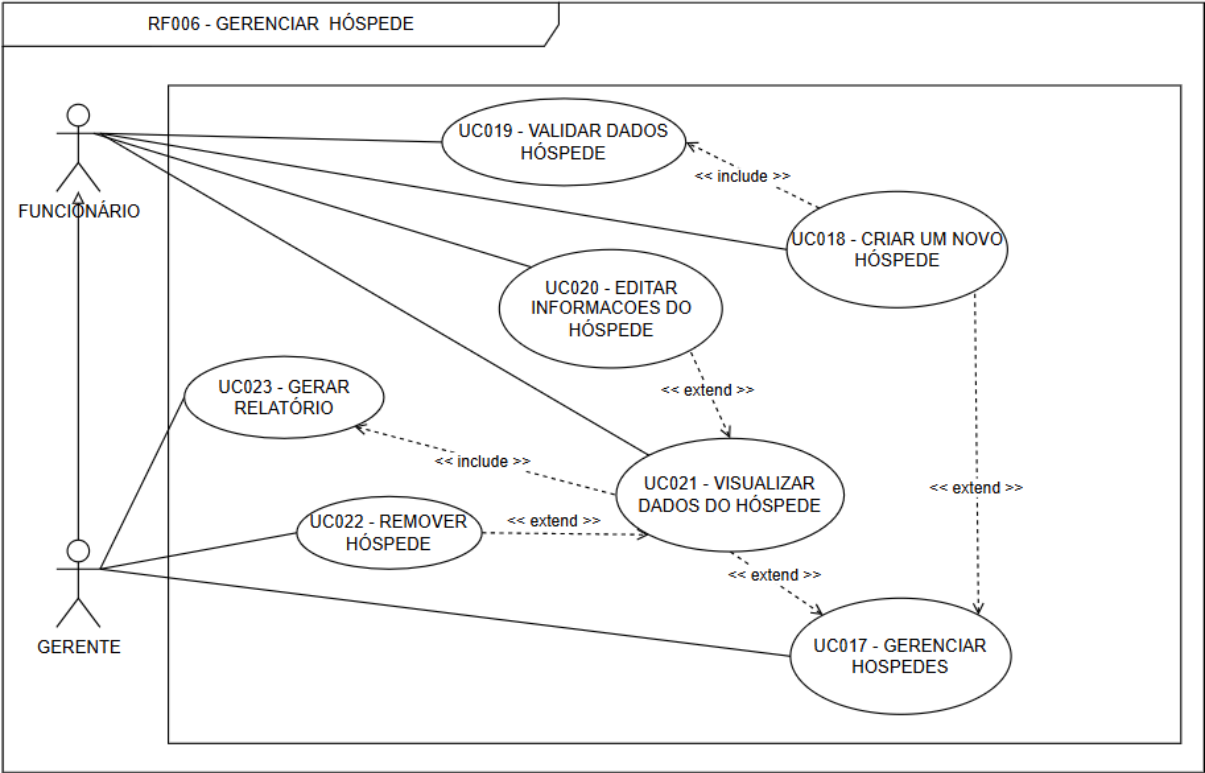 RF006 - GERENCIAR HÓSPEDE
UC019 - VALIDAR DADOS
HÓSPEDE
<< include >>
FUNCIONÁRIO
UC018 - CRIAR UM NOVO
HÓSPEDE
UC020 - EDITAR
INFORMACOES DO
HÓSPEDE
UC023 - GERAR
RELATÓRIO
<< extend >>
<< include >>
UC021 - VISUALIZAR
DADOS DO HÓSPEDE
<< extend >>
UC022 - REMOVER
HÓSPEDE
<< extend >>
<< extend >>
GERENTE
UC017 - GERENCIAR
HOSPEDES